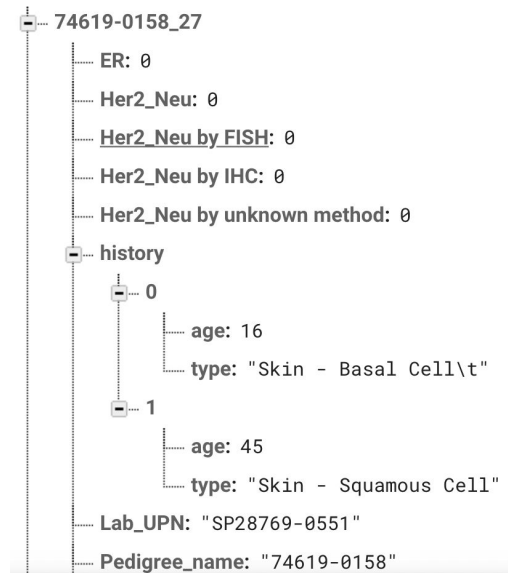 74619-0158_27
ER: 0
Her2_Neu: 0
Her2_Neu by FISH: 0
Her2_Neu by IHC: 0
Her2_Neu by unknown method: 0
history
0
age: 16
type: "Skin - Basal Cell\t"
1
age: 45
type: "Skin - Squamous Cell"
Lab_UPN: "SP28769-0551"
Pedigree_name: "74619-0158"